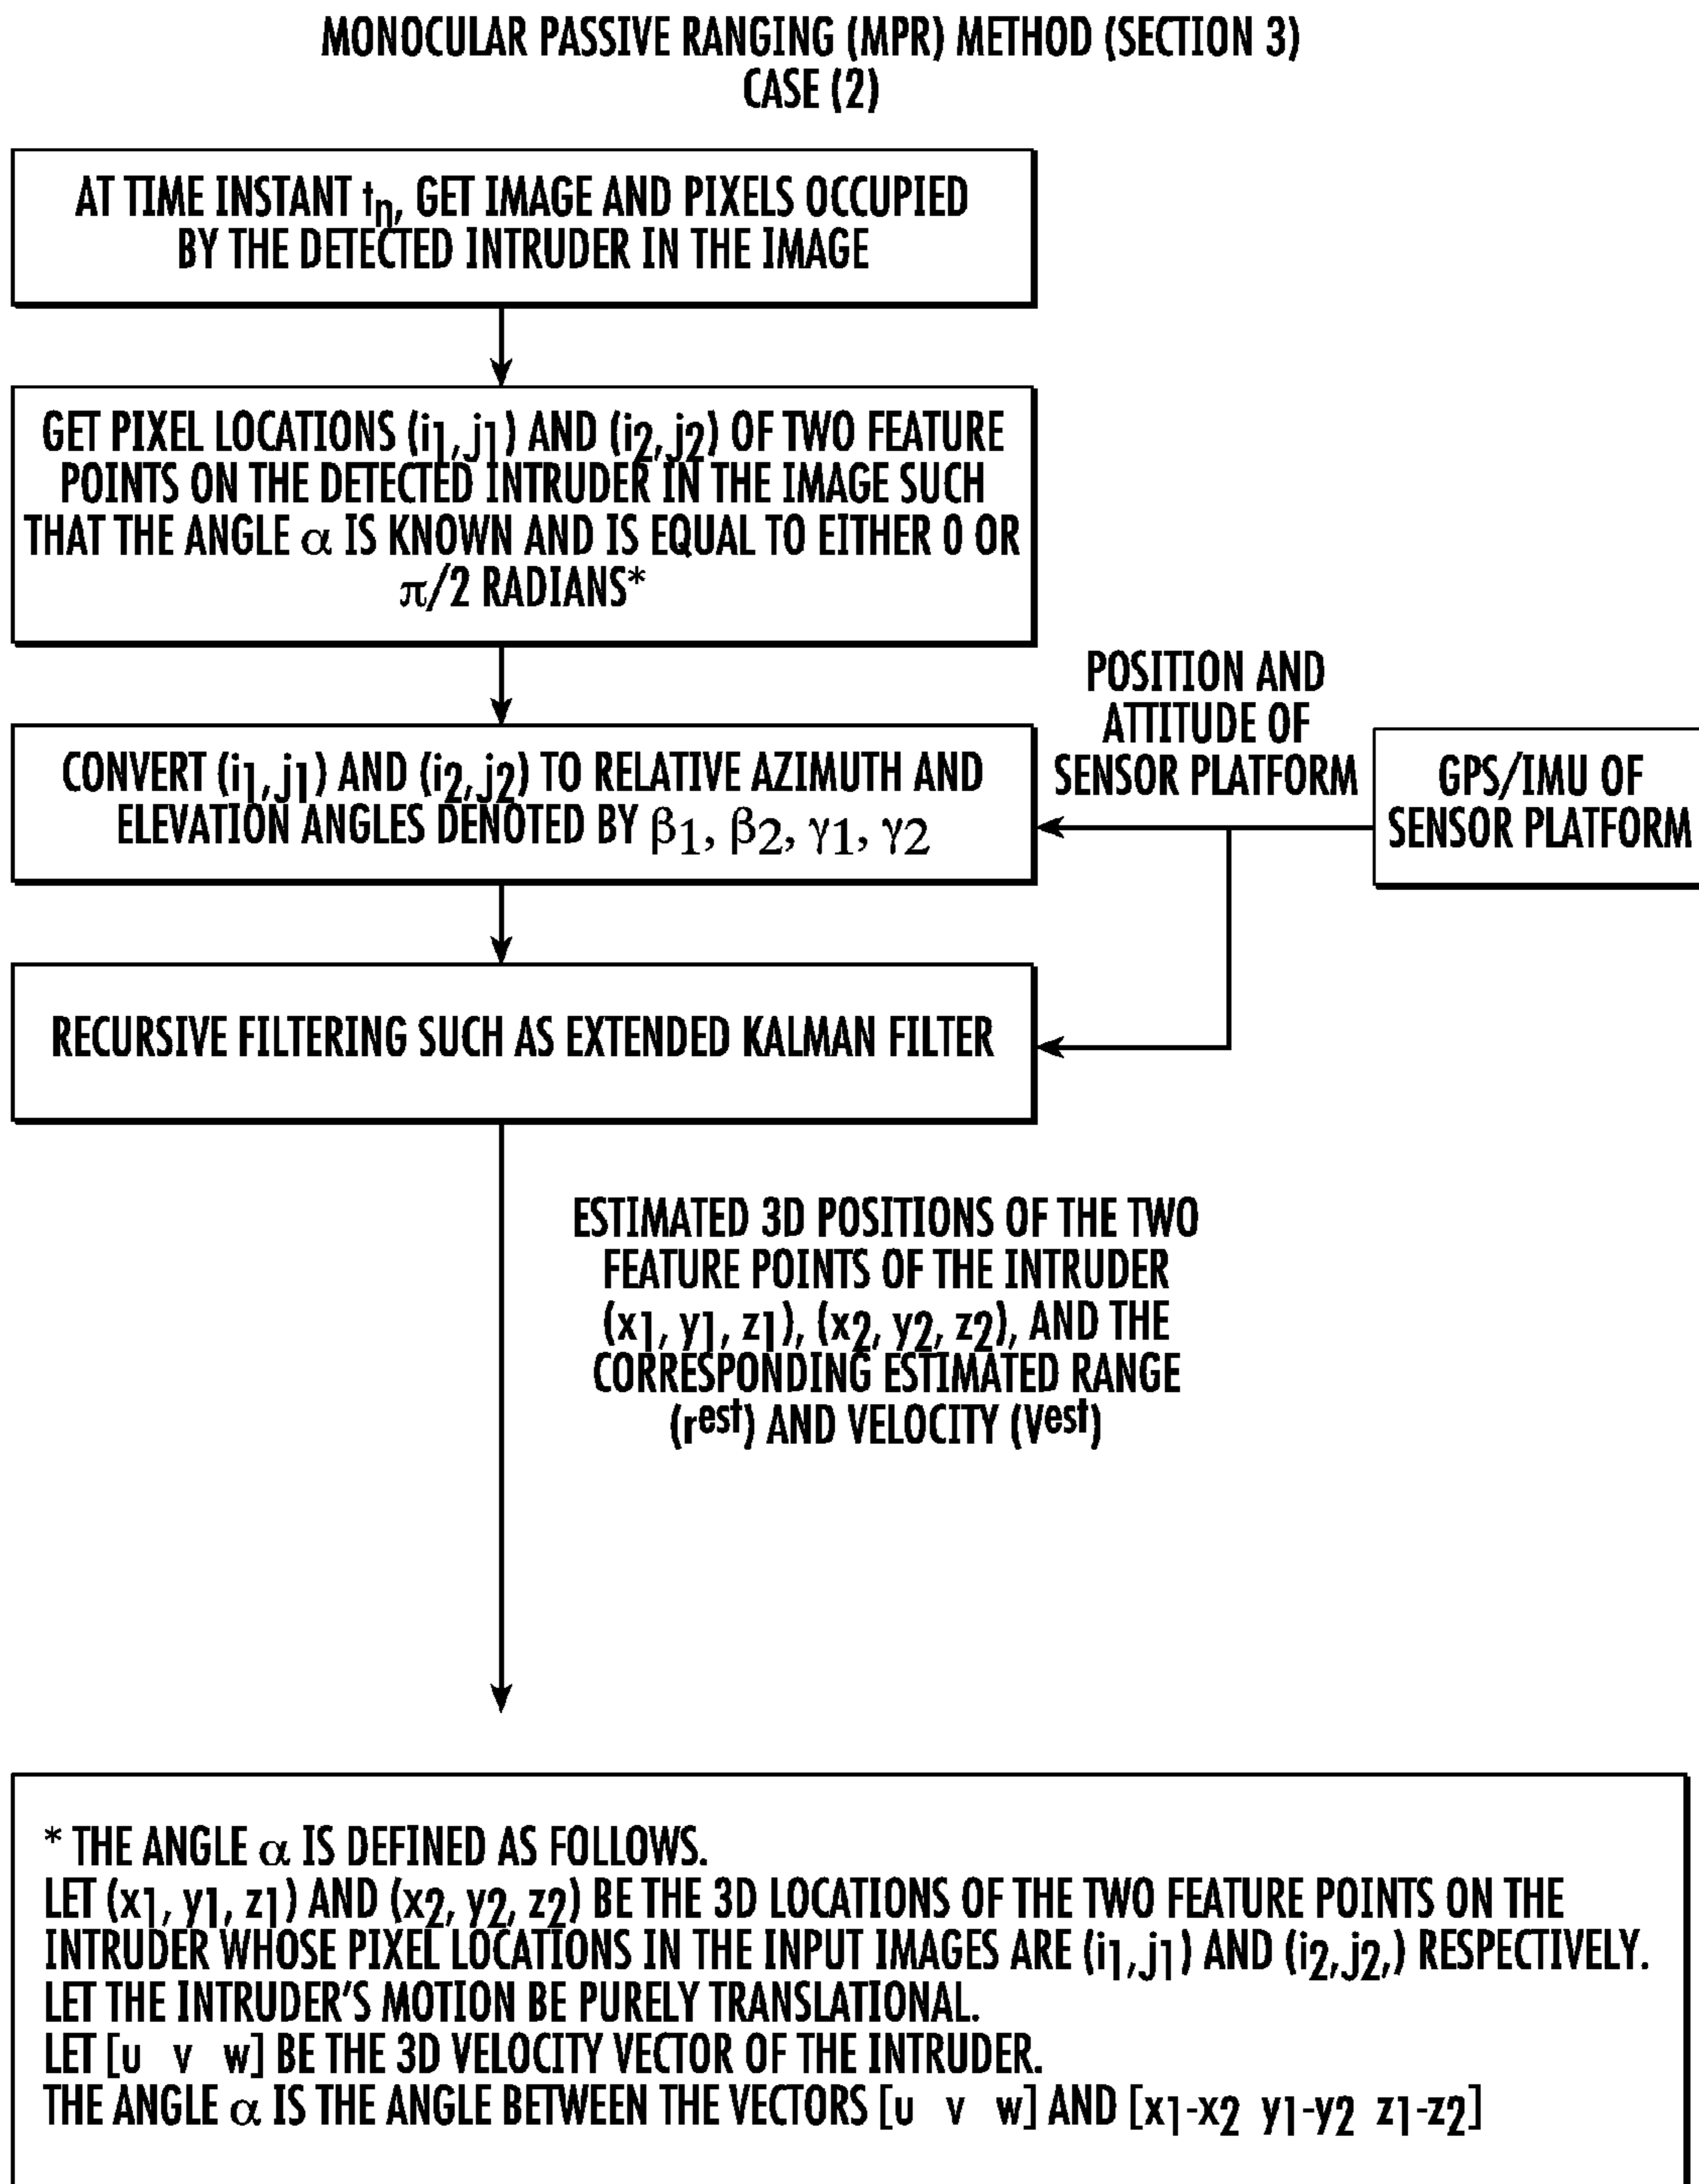 MONOCULAR PASSIVE RANGING (MPR) METHOD (SECTION 3)
CASE (2)
AT TIME INSTANT tη, GET IMAGE AND PIXELS OCCUPIED
BY THE DETECTED INTRUDER IN THE IMAGE
GET PIXEL LOCATIONS (i1,j1) AND (i2,j2) OF TWO FEATURE
POINTS ON THE DETECTED INTRUDER IN THE IMAGE SUCH
THAT THE ANGLE α IS KNOWN AND IS EQUAL TO EITHER 0 OR
π/2 RADIANS*
POSITION AND
ATTITUDE OF
SENSOR PLATFORM
CONVERT (i1,j1) AND (i2,j2) TO RELATIVE AZIMUTH AND
ELEVATION ANGLES DENOTED BY β1, β2, γ1, γ2
GPS/IMU OF
SENSOR PLATFORM
RECURSIVE FILTERING SUCH AS EXTENDED KALMAN FILTER
ESTIMATED 3D POSITIONS OF THE TWO
FEATURE POINTS OF THE INTRUDER
(x1, y1, z1), (x2, y2, z2), AND THE
CORRESPONDING ESTIMATED RANGE
(rest) AND VELOCITY (Vest)
* THE ANGLE α IS DEFINED AS FOLLOWS.
LET (x1, y1, z1) AND (x2, y2, z2) BE THE 3D LOCATIONS OF THE TWO FEATURE POINTS ON THE
INTRUDER WHOSE PIXEL LOCATIONS IN THE INPUT IMAGES ARE (i1,j1) AND (i2,j2,) RESPECTIVELY.
LET THE INTRUDER'S MOTION BE PURELY TRANSLATIONAL.
LET [u v w] BE THE 3D VELOCITY VECTOR OF THE INTRUDER.
THE ANGLE α IS THE ANGLE BETWEEN THE VECTORS [u v w] AND [x1-x2 y1-y2 z1-z2]